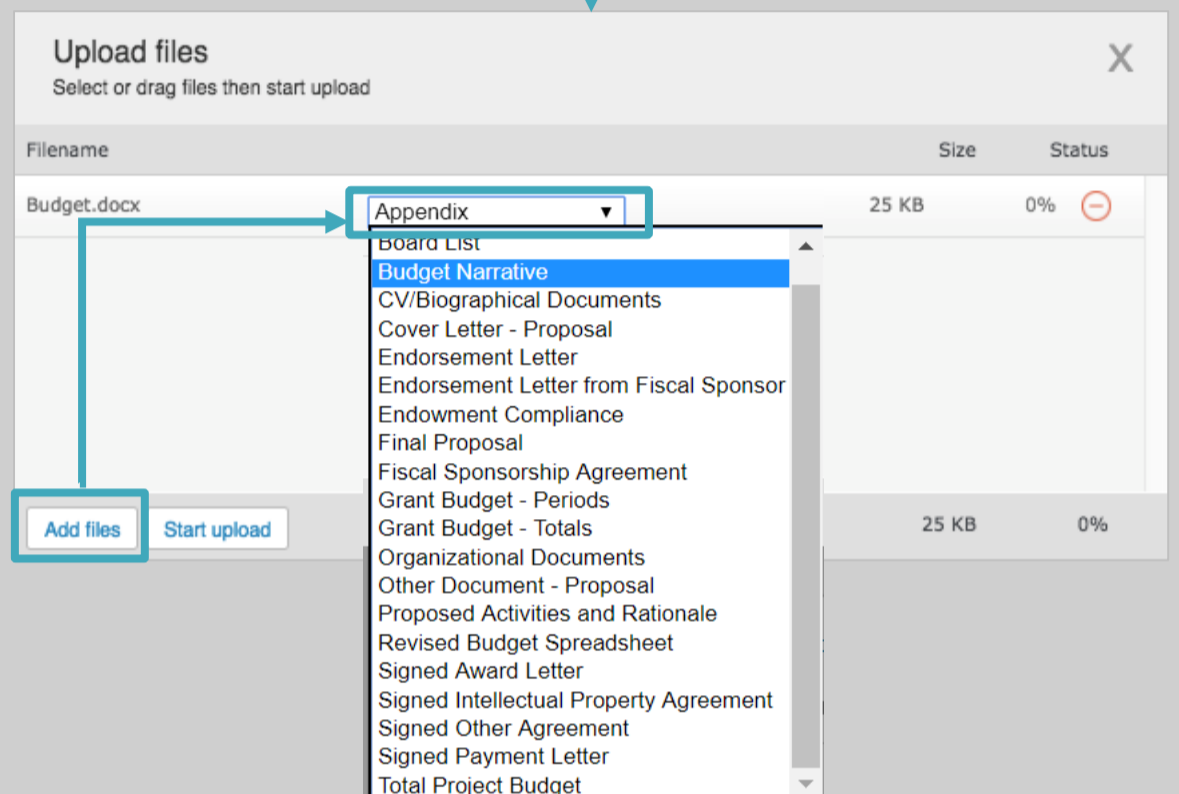 Upload files
X
Select or drag files then start upload
Filename Size Status
Budget.docx Appendix ▼ 25 KB 0%
Board List
Budget Narrative
CV/Biographical Documents
Cover Letter - Proposal
Endorsement Letter
Endorsement Letter from Fiscal Sponsor
Endowment Compliance
Final Proposal
Fiscal Sponsorship Agreement
Grant Budget - Periods
Grant Budget - Totals
Organizational Documents
Other Document - Proposal
Proposed Activities and Rationale
Revised Budget Spreadsheet
Signed Award Letter
Signed Intellectual Property Agreement
Signed Other Agreement
Signed Payment Letter
Total Project Budget
Add files Start upload 25 KB 0%